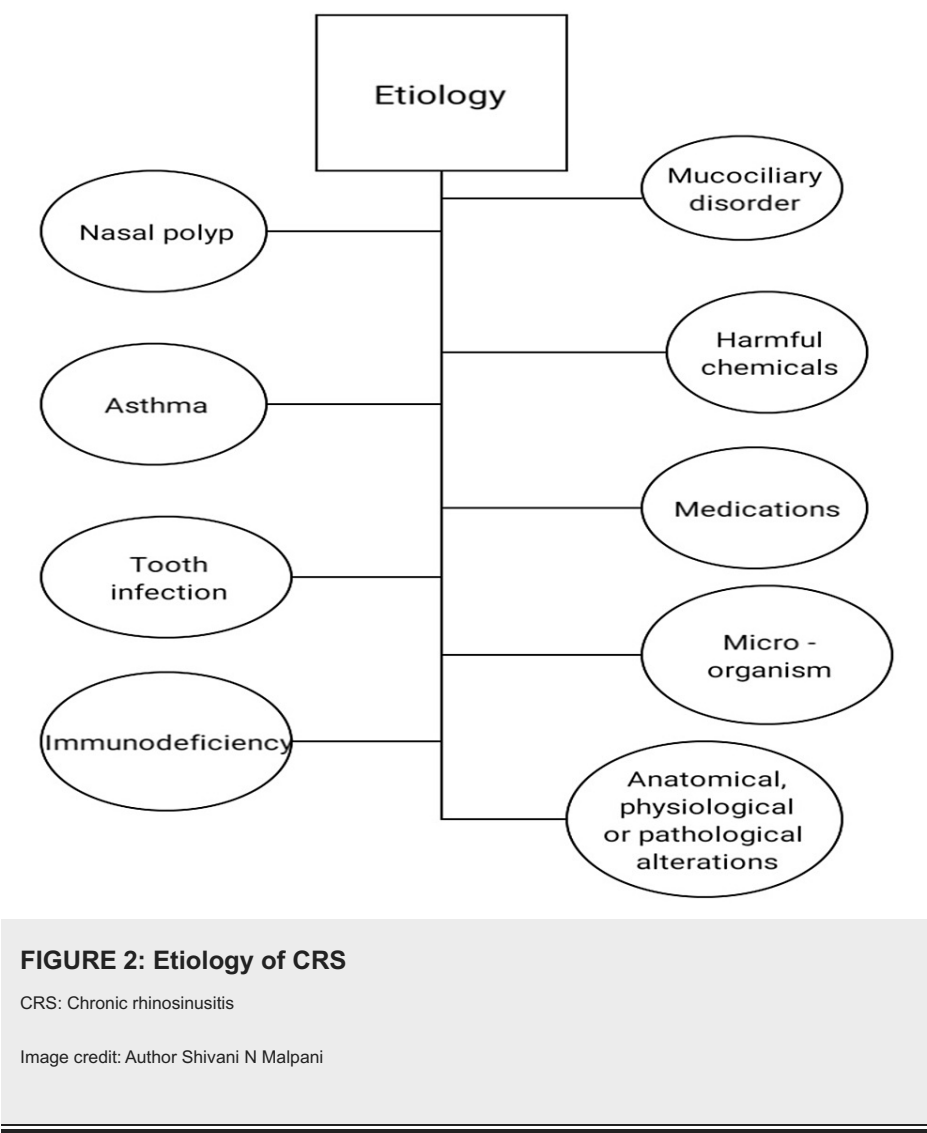 Etiology
Mucociliary
disorder
Nasal polyp
Harmful
chemicals
Asthma
Medications
Tooth
infection
Micro -
organism
Immunodeficiency
Anatomical,
physiological
or pathological
alterations
FIGURE 2: Etiology of CRS
CRS: Chronic rhinosinusitis
Image credit: Author Shivani N Malpani